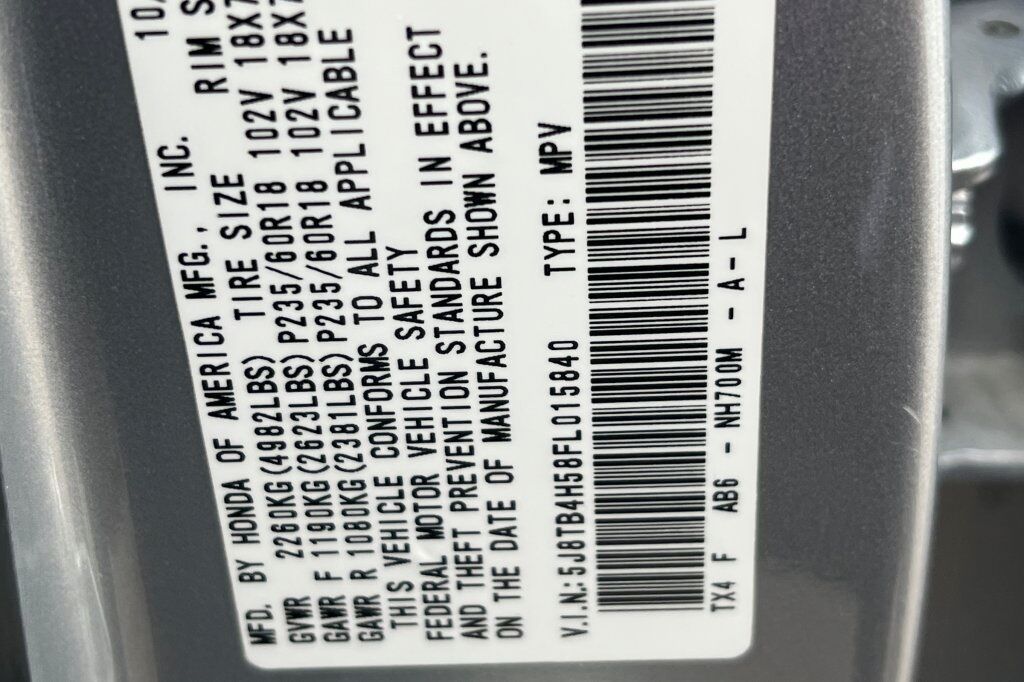 MFD. BY HONDA OF AMERICA MFG., INC. 10/
GVWR 2260KG(4982LBS) TIRE SIZE RIM S
GAWR F 1190KG(2623LBS) P235/60R18 102V 18X7
GAWR R 1080KG(2381LBS) P235/60R18 102V 18X7
THIS VEHICLE CONFORMS TO ALL APPLICABLE
FEDERAL MOTOR VEHICLE SAFETY
AND THEFT PREVENTION STANDARDS IN EFFECT
ON THE DATE OF MANUFACTURE SHOWN ABOVE.
V.I.N.: 5J8TB4H58FL015840 TYPE: MPV
TX4 F AB6 - NH700M - A - L